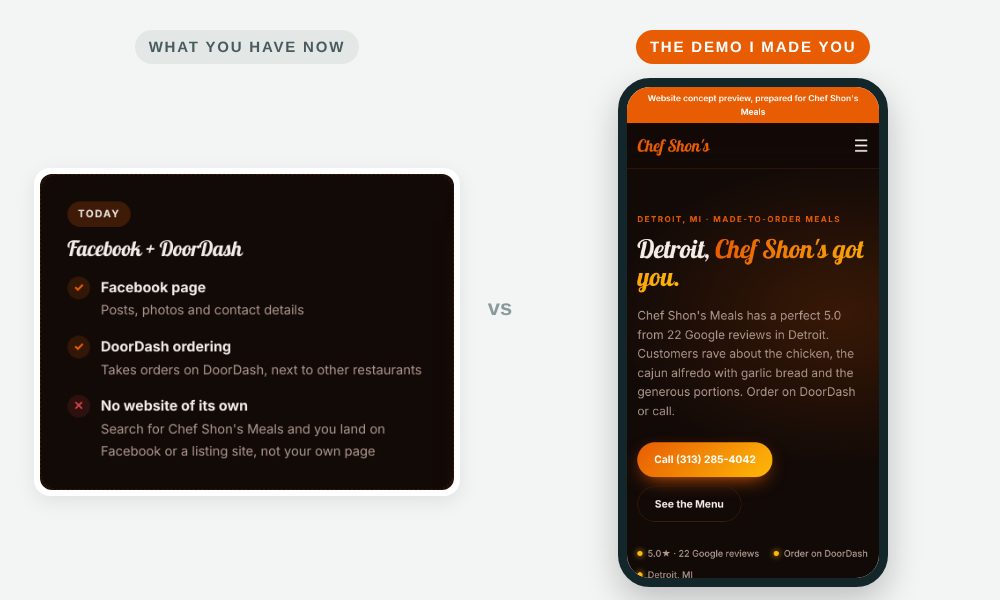 WHAT YOU HAVE NOW
TODAY
Facebook + DoorDash
Facebook page
Posts, photos and contact details
DoorDash ordering
Takes orders on DoorDash, next to other restaurants
No website of its own
Search for Chef Shon's Meals and you land on
Facebook or a listing site, not your own page
vs
THE DEMO I MADE YOU
Website concept preview, prepared for Chef Shon's
Meals
Chef Shon's
DETROIT, MI · MADE-TO-ORDER MEALS
Detroit, Chef Shon's got
you.
Chef Shon's Meals has a perfect 5.0
from 22 Google reviews in Detroit.
Customers rave about the chicken, the
cajun alfredo with garlic bread and the
generous portions. Order on DoorDash
or call.
Call (313) 285-4042
See the Menu
5.0★ · 22 Google reviews
Order on DoorDash
Detroit, MI